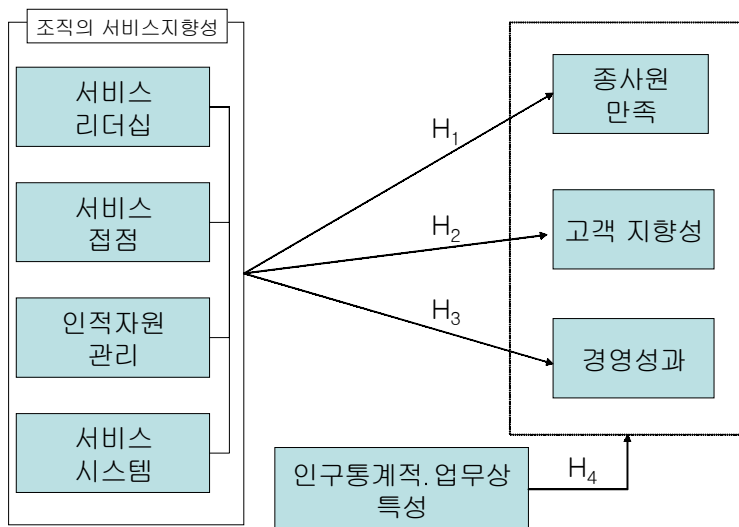 조직의 서비스지향성
서비스
리더십
서비스
접점
인적자원
관리
서비스
시스템
H₁
H₂
H₃
종사원
만족
고객 지향성
경영성과
인구통계적.업무상
특성
H₄